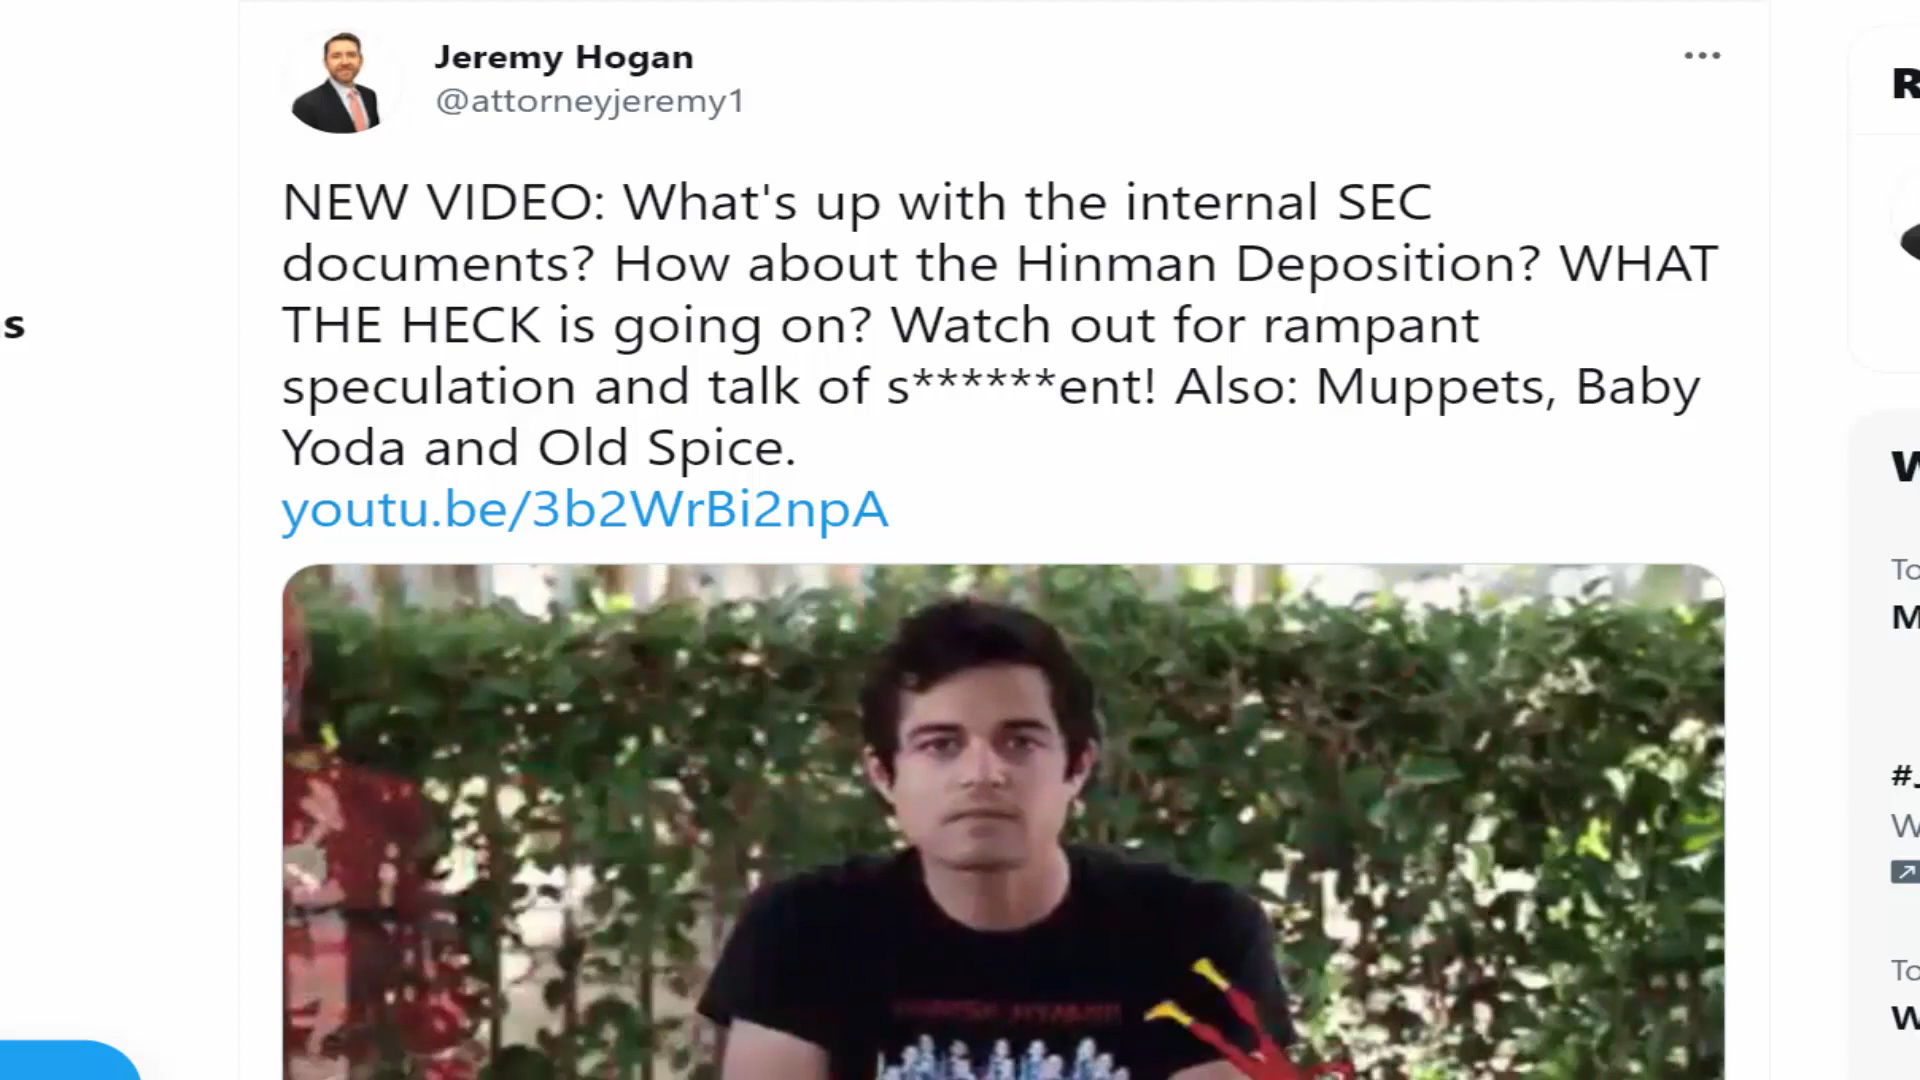 Jeremy Hogan
@attorneyjeremy1
NEW VIDEO: What's up with the internal SEC
documents? How about the Hinman Deposition? WHAT
THE HECK is going on? Watch out for rampant
speculation and talk of s******ent! Also: Muppets, Baby
Yoda and Old Spice.
youtu.be/3b2WrBi2npA
s
R
W
To
M
#J
W
To
W